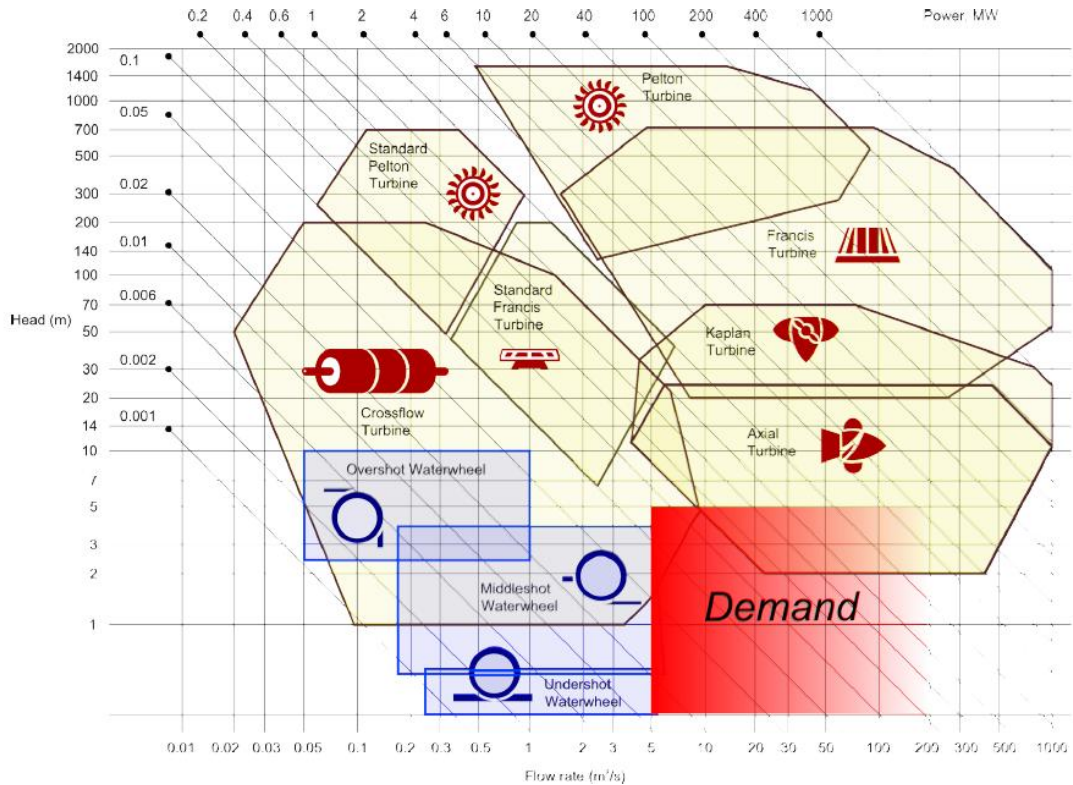 0.2 0.4 0.6 1 2 4 6 10 20 40 100 200 400 1000 Power, MW
2000
0.1
1400
1000
0.05
700
500
0.02
300
200
0.01
140
100
0.006
70
50
0.002
30
20
0.001
14
10
7
5
3
2
1
Head (m)
Pelton
Turbine
Standard
Pelton
Turbine
Francis
Turbine
Standard
Francis
Turbine
Kaplan
Turbine
Crossflow
Turbine
Axial
Turbine
Overshot Waterwheel
Middleshot
Waterwheel
Demand
Undershot
Waterwheel
0.01 0.02 0.03 0.05 0.1 0.2 0.3 0.5 1 2 3 5 10 20 30 50 100 200 300 500 1000
Flow rate (m³/s)